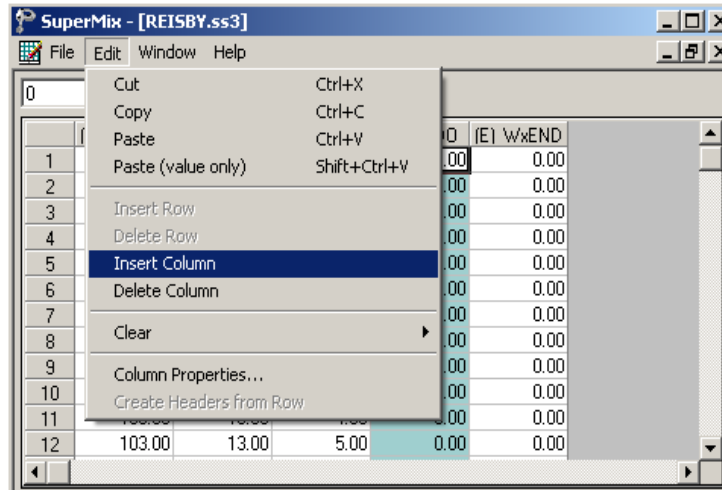 SuperMix - [REISBY.ss3]
File Edit Window Help
0
Cut Ctrl+X
Copy Ctrl+C
Paste Ctrl+V
Paste (value only) Shift+Ctrl+V
Insert Row
Delete Row
Insert Column
Delete Column
Clear
Column Properties...
Create Headers from Row
(E) WxEND
1 .00 0.00
2 .00 0.00
3 .00 0.00
4 .00 0.00
5 .00 0.00
6 .00 0.00
7 .00 0.00
8 .00 0.00
9 .00 0.00
10 .00 0.00
11 0.00 0.00
12 103.00 13.00 5.00 0.00 0.00